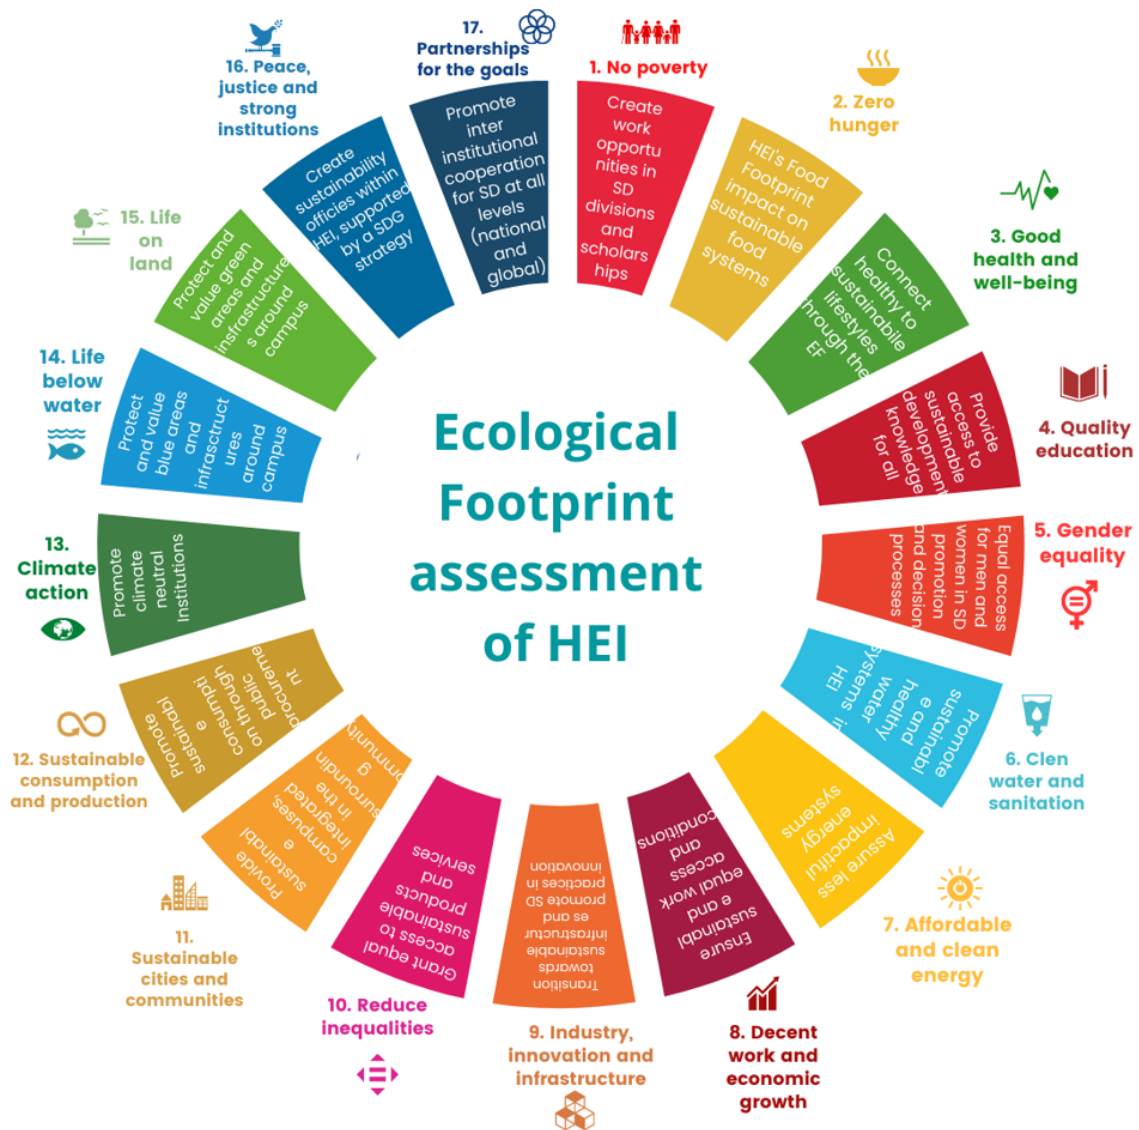 Ecological
Footprint
assessment
of HEI
1. No poverty
Create
work
opportu
nities in
SD
divisions
and
scholars
hips
2. Zero
hunger
HEI's Food
Footprint
impact on
sustainable
food
systems
3. Good
health and
well-being
Connect
healthy to
sustainabile
lifestyles
through the
EF
4. Quality
education
Provide
access to
sustainable
development
knowledge
for all
5. Gender
equality
Equal access
for men and
women in SD
promotion
and decision
processes
6. Clen
water and
sanitation
Promote
sustainabl
e and
healthy
water
systems in
HEI
7. Affordable
and clean
energy
Assure less
impactiful
energy
systems
8. Decent
work and
economic
growth
Ensure
sustainabl
e and
equal work
access
and
conditions
9. Industry,
innovation and
infrastructure
Transition
towards
sustainable
infrastructur
es and
promote SD
practices in
innovation
10. Reduce
inequalities
Grant equal
access to
sustainable
products
and
services
11.
Sustainable
cities and
communities
Provide
sustainabl
e
campuses,
integrated
in the
surroundin
g
ommunity
12. Sustainable
consumption
and production
Promote
sustainabl
e
consumpti
on through
public
procureme
nt
13.
Climate
action
Promote
climate
neutral
Institutions
14. Life
below
water
Protect
and value
blue areas
and
infrasctruct
ures
around
campus
15. Life
on
land
Protect and
value green
areas and
insfrastructure
s around
campus
16. Peace,
justice and
strong
institutions
Create
sustainability
officies within
HEI, supported
by a SDG
strategy
17.
Partnerships
for the goals
Promote
inter
institutional
cooperation
for SD at all
levels
(national
and
global)